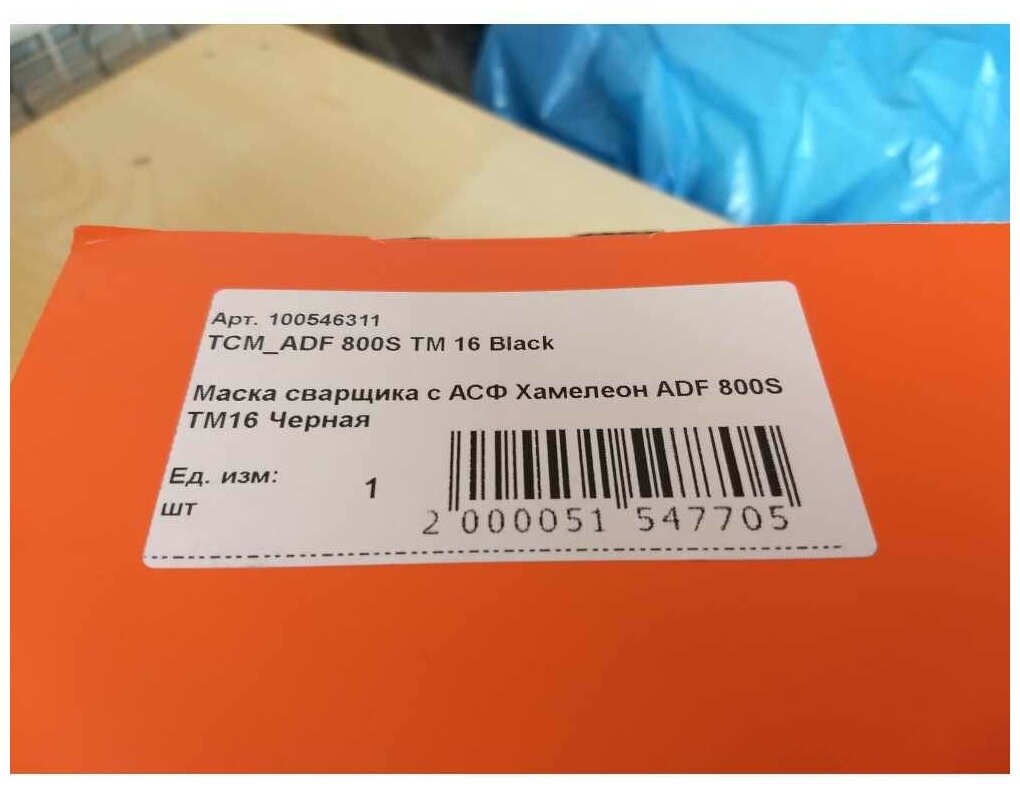 Арт. 100546311
TCM_ADF 800S TM 16 Black
Маска сварщика с АСФ Хамелеон ADF 800S
TM16 Черная
Ед. изм:
шт
1
2 000051 547705